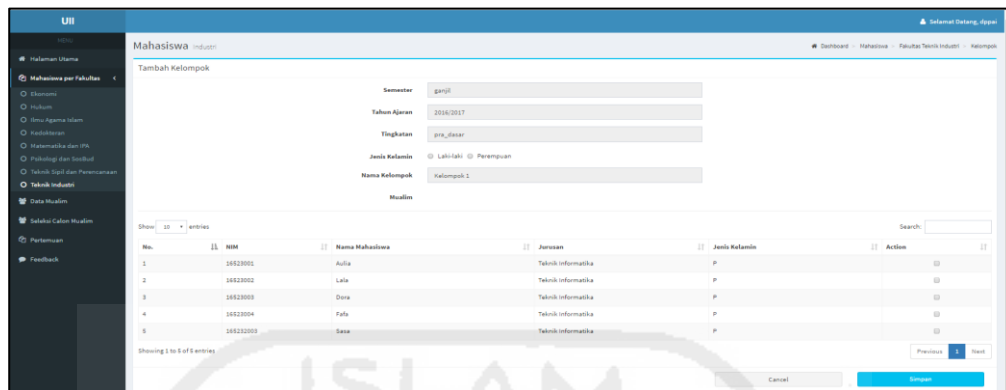 UII
Selamat Datang, dppai
MENU
Mahasiswa Industri
Dashboard > Mahasiswa > Fakultas Teknik Industri > Kelompok
Halaman Utama
Mahasiswa per Fakultas
Ekonomi
Hukum
Ilmu Agama Islam
Kedokteran
Matematika dan IPA
Psikologi dan SosBud
Teknik Sipil dan Perencanaan
Teknik Industri
Data Mualim
Seleksi Calon Mualim
Pertemuan
Feedback
Tambah Kelompok
Semester ganjil
Tahun Ajaran 2016/2017
Tingkatan pra_dasar
Jenis Kelamin Laki-laki Perempuan
Nama Kelompok Kelompok 1
Mualim
Show 10 entries Search:
No. NIM Nama Mahasiswa Jurusan Jenis Kelamin Action
1 16523001 Aulia Teknik Informatika P
2 16523002 Lala Teknik Informatika P
3 16523003 Dora Teknik Informatika P
4 16523004 Fafa Teknik Informatika P
5 165232003 Sasa Teknik Informatika P
Showing 1 to 5 of 5 entries Previous 1 Next
Cancel Simpan
ISLAM